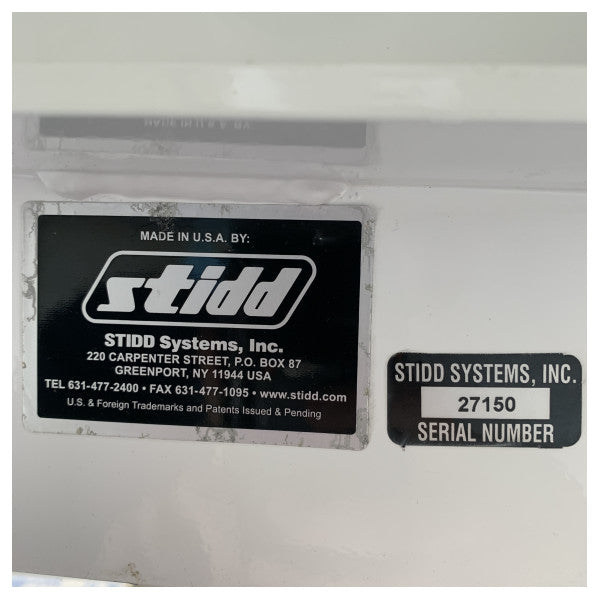 MADE IN U.S.A. BY:
stidd
STIDD Systems, Inc.
220 CARPENTER STREET, P.O. BOX 87
GREENPORT, NY 11944 USA
TEL 631-477-2400 • FAX 631-477-1095 • www.stidd.com
U.S. & Foreign Trademarks and Patents Issued & Pending
STIDD SYSTEMS, INC.
27150
SERIAL NUMBER